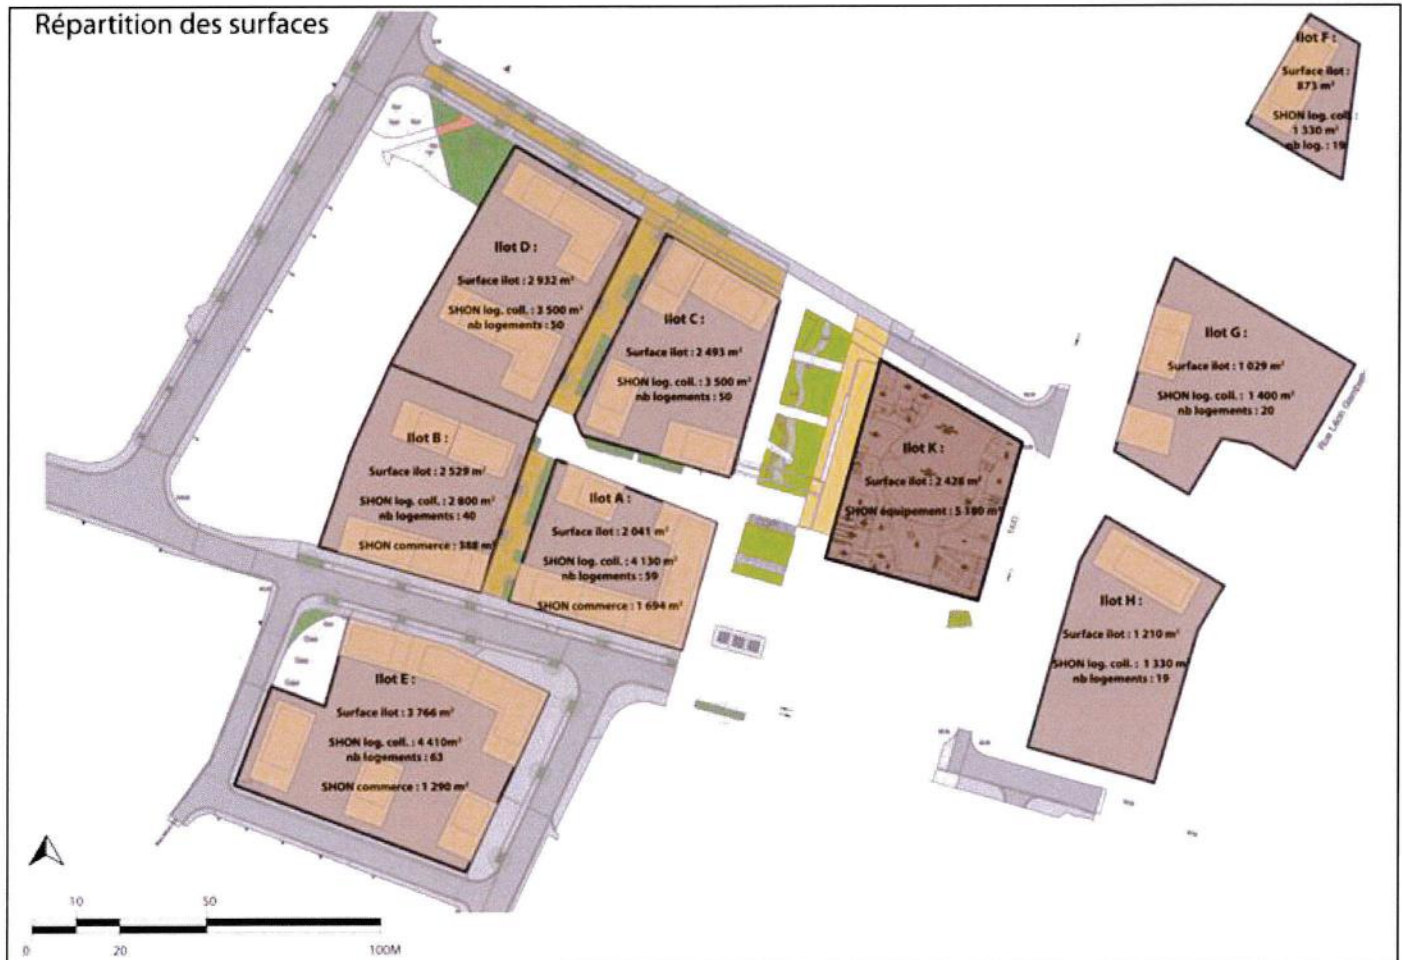 Répartition des surfaces
Ilot F :
Surface ilot :
873 m²
SHON log. coll. :
1 330 m²
nb log. : 19
Ilot D :
Surface ilot : 2 932 m²
SHON log. coll. : 3 500 m²
nb logements : 50
Ilot C :
Surface ilot : 2 493 m²
SHON log. coll. : 3 500 m²
nb logements : 50
Ilot G :
Surface ilot : 1 029 m²
SHON log. coll. : 1 400 m²
nb logements : 20
Rue Léon Gambetta
Ilot B :
Surface ilot : 2 529 m²
SHON log. coll. : 2 800 m²
nb logements : 40
SHON commerce : 388 m²
Ilot K :
Surface ilot : 2 428 m²
SHON équipement : 5 180 m²
Ilot A :
Surface ilot : 2 041 m²
SHON log. coll. : 4 130 m²
nb logements : 59
SHON commerce : 1 694 m²
Ilot H :
Surface ilot : 1 210 m²
SHON log. coll. : 1 330 m
nb logements : 19
Ilot E :
Surface ilot : 3 766 m²
SHON log. coll. : 4 410m²
nb logements : 63
SHON commerce : 1 290 m²
10 50
0 20 100M